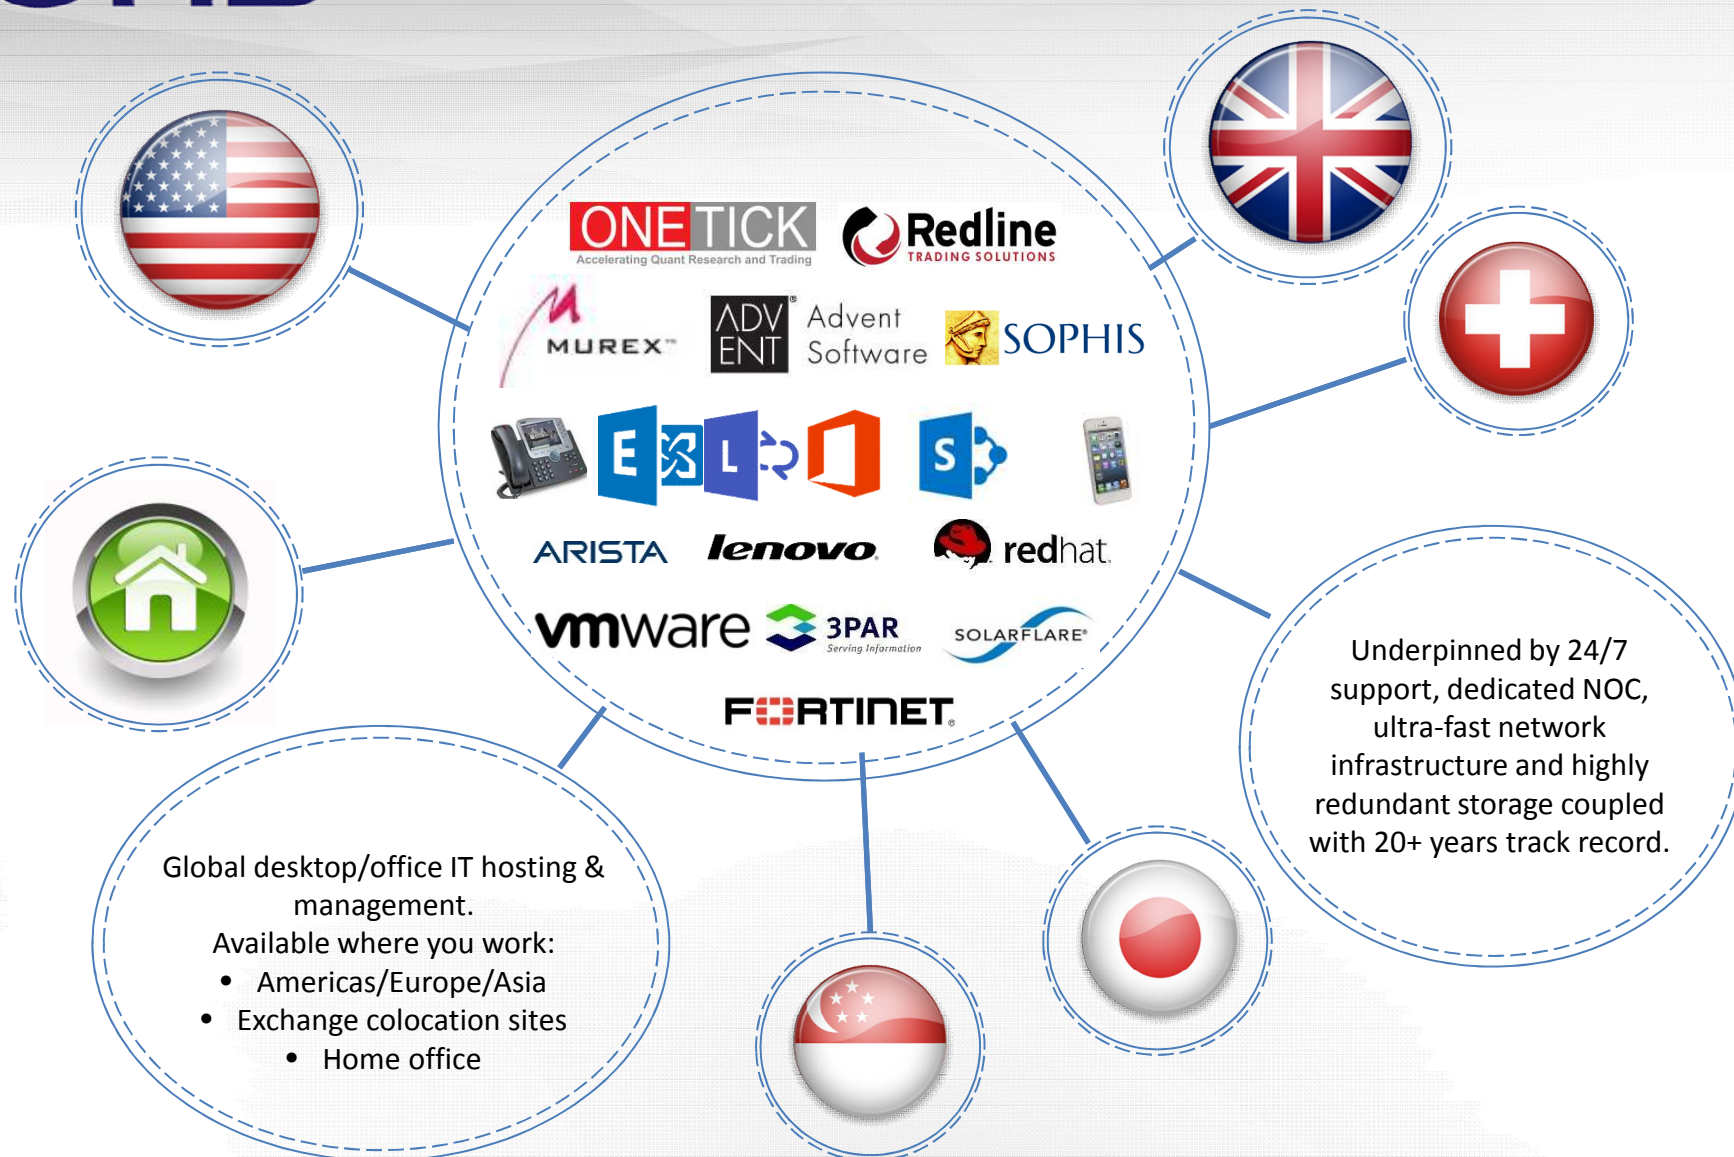 ONETICK
Accelerating Quant Research and Trading
Redline
TRADING SOLUTIONS
MUREX™
ADV
ENT®
Advent
Software
SOPHIS
E
L
S
ARISTA
lenovo
redhat.
vmware
3PAR
Serving Information
SOLARFLARE®
FORTINET®
Underpinned by 24/7
support, dedicated NOC,
ultra-fast network
infrastructure and highly
redundant storage coupled
with 20+ years track record.
Global desktop/office IT hosting &
management.
Available where you work:
• Americas/Europe/Asia
• Exchange colocation sites
• Home office